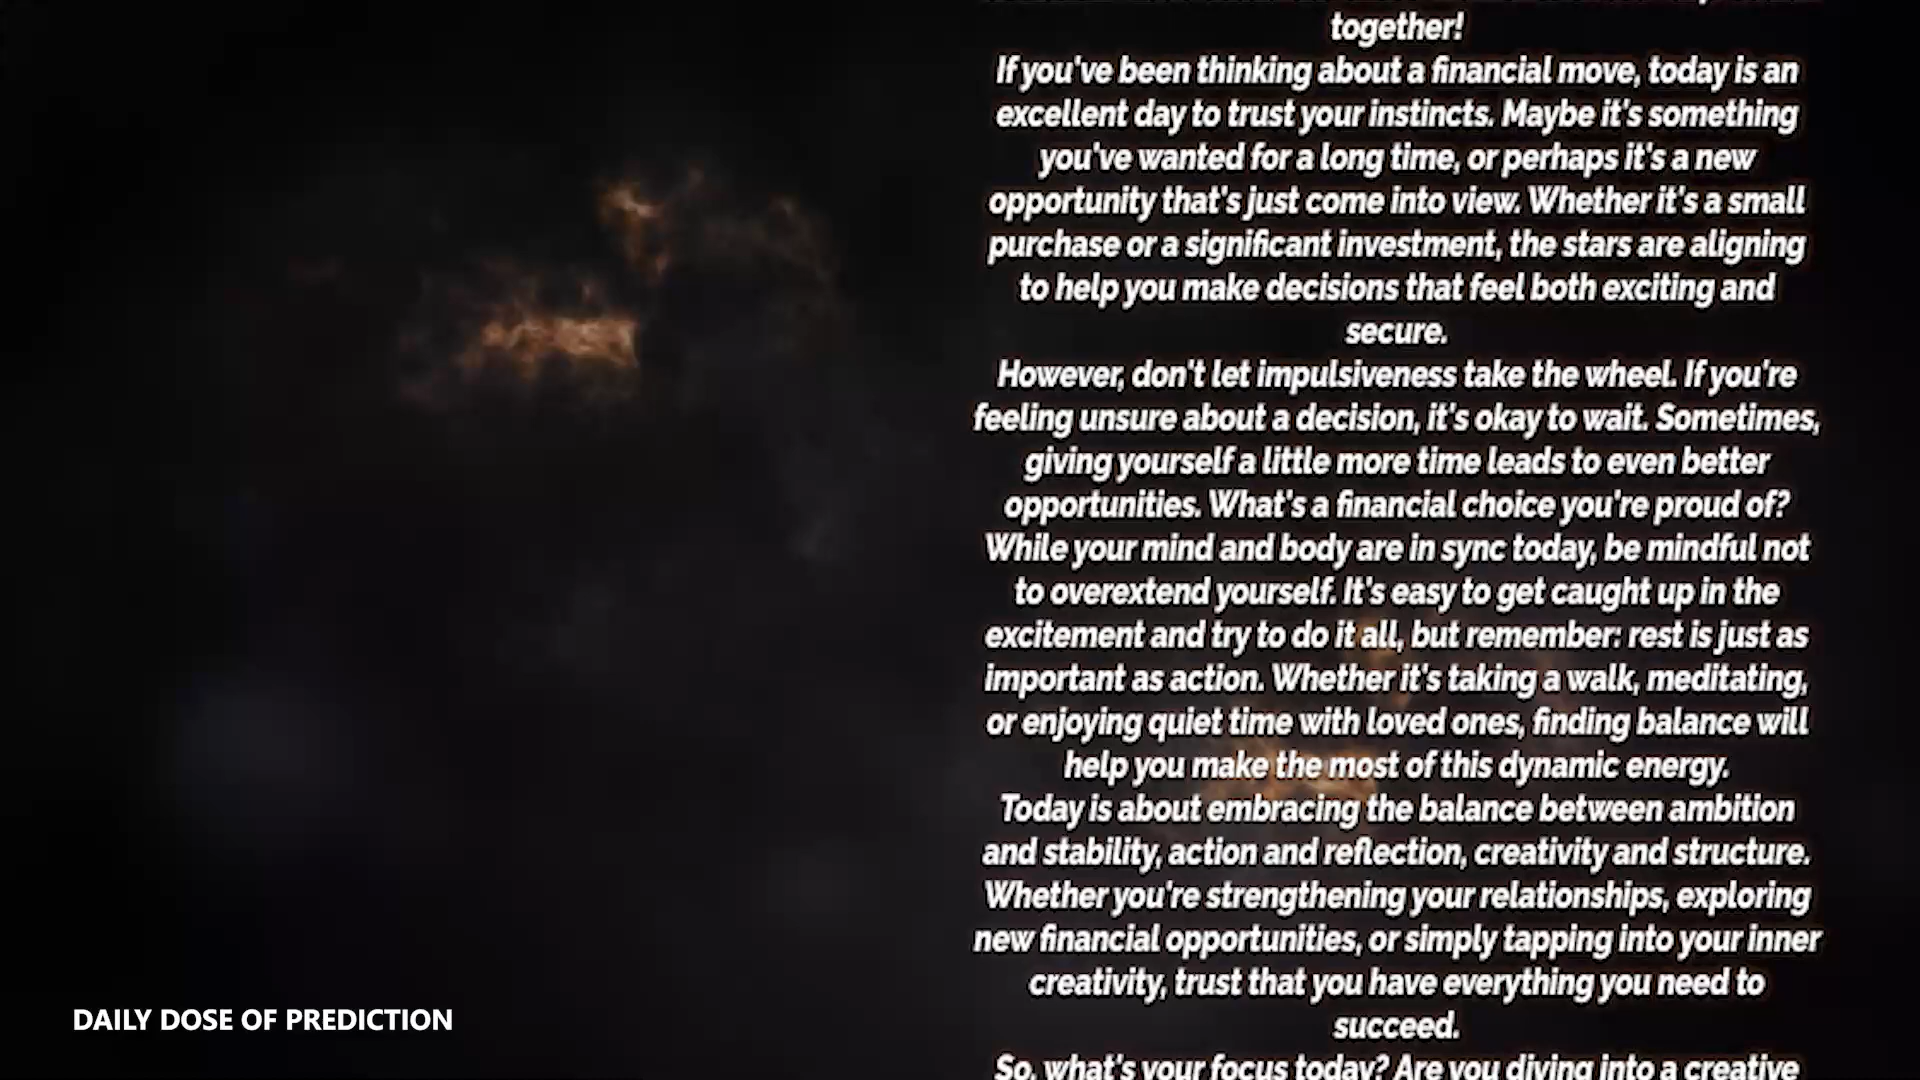 together!
If you've been thinking about a financial move, today is an
excellent day to trust your instincts. Maybe it's something
you've wanted for a long time, or perhaps it's a new
opportunity that's just come into view. Whether it's a small
purchase or a significant investment, the stars are aligning
to help you make decisions that feel both exciting and
secure.
However, don't let impulsiveness take the wheel. If you're
feeling unsure about a decision, it's okay to wait. Sometimes,
giving yourself a little more time leads to even better
opportunities. What's a financial choice you're proud of?
While your mind and body are in sync today, be mindful not
to overextend yourself. It's easy to get caught up in the
excitement and try to do it all, but remember: rest is just as
important as action. Whether it's taking a walk, meditating,
or enjoying quiet time with loved ones, finding balance will
help you make the most of this dynamic energy.
Today is about embracing the balance between ambition
and stability, action and reflection, creativity and structure.
Whether you're strengthening your relationships, exploring
new financial opportunities, or simply tapping into your inner
creativity, trust that you have everything you need to
succeed.
So, what's your focus today? Are you diving into a creative
DAILY DOSE OF PREDICTION